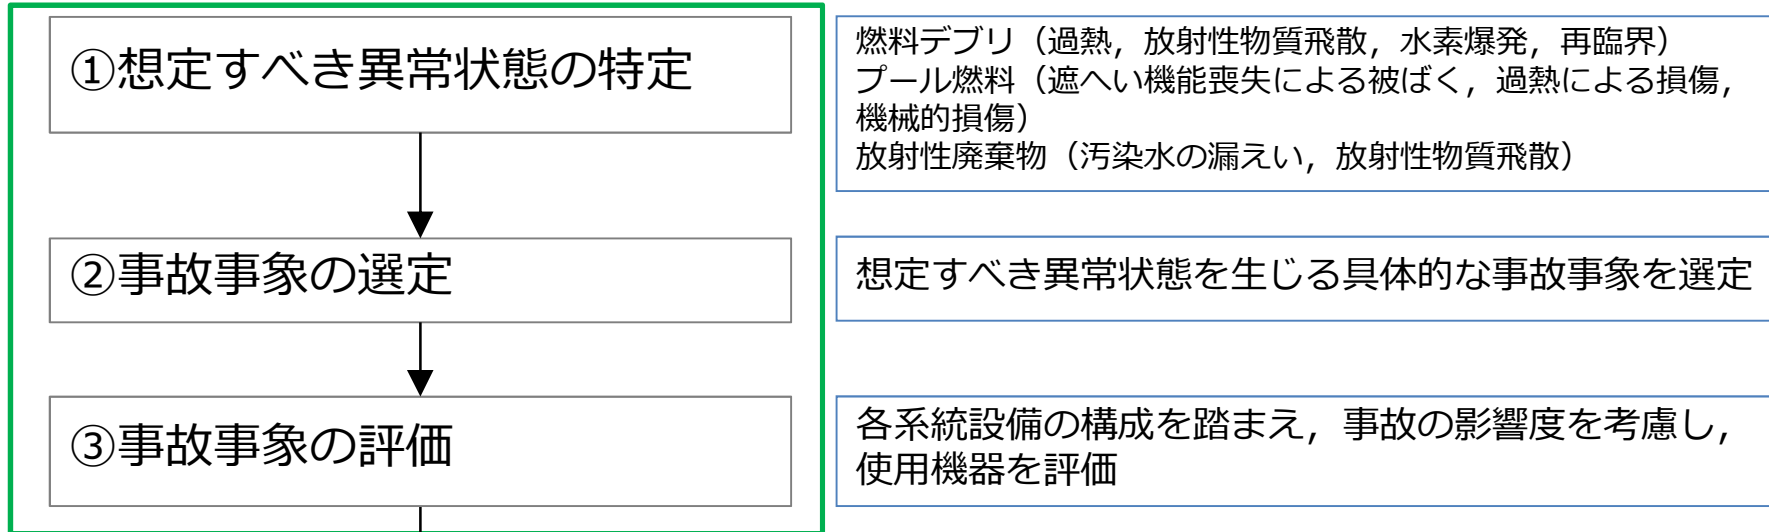 ①想定すべき異常状態の特定
燃料デブリ（過熱，放射性物質飛散，水素爆発，再臨界）
プール燃料（遮へい機能喪失による被ばく，過熱による損傷，
機械的損傷）
放射性廃棄物（汚染水の漏えい，放射性物質飛散）
②事故事象の選定
想定すべき異常状態を生じる具体的な事故事象を選定
③事故事象の評価
各系統設備の構成を踏まえ，事故の影響度を考慮し，
使用機器を評価